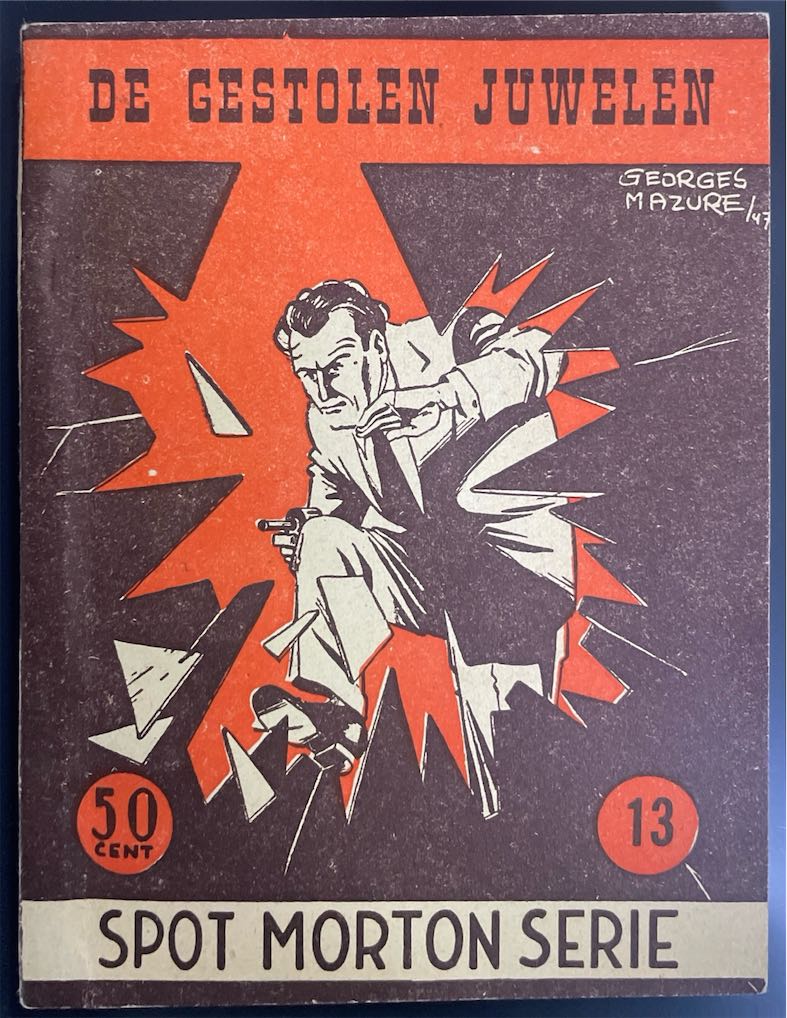 DE GESTOLEN JUWELEN
GEORGES
MAZURE/47
50
CENT
13
SPOT MORTON SERIE